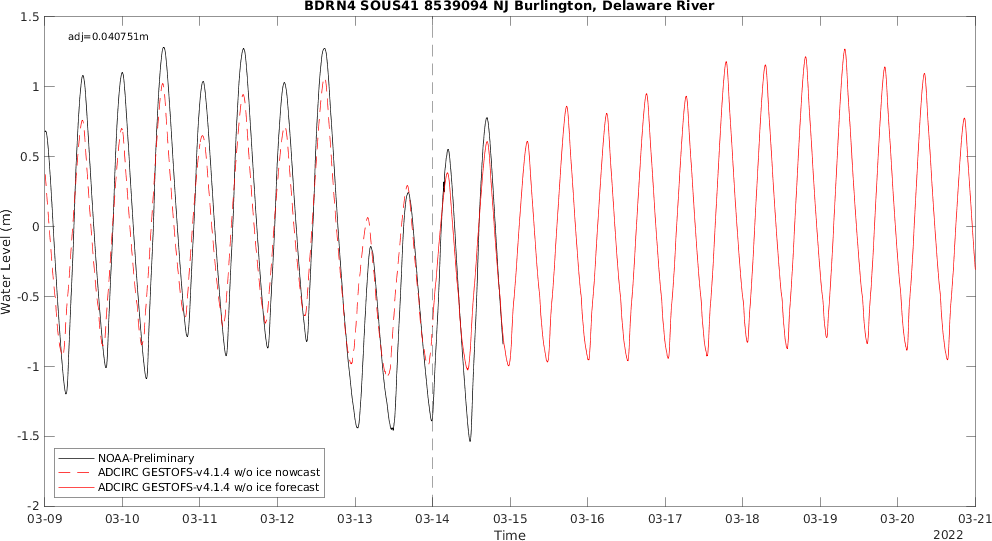 BDRN4 SOUS41 8539094 NJ Burlington, Delaware River
adj=0.040751m
1.5
1
0.5
0
-0.5
-1
-1.5
-2
Water Level (m)
NOAA-Preliminary
ADCIRC GESTOFS-v4.1.4 w/o ice nowcast
ADCIRC GESTOFS-v4.1.4 w/o ice forecast
03-09 03-10 03-11 03-12 03-13 03-14 03-15 03-16 03-17 03-18 03-19 03-20 03-21
Time
2022